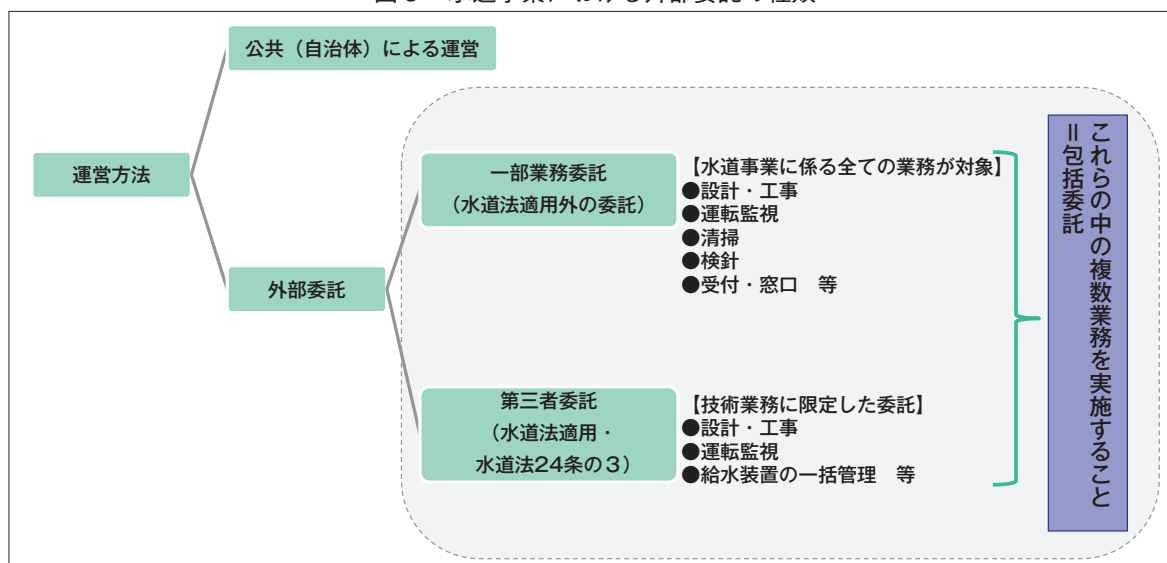 公共（自治体）による運営
運営方法
外部委託
一部業務委託
（水道法適用外の委託）
【水道事業に係る全ての業務が対象】
●設計・工事
●運転監視
●清掃
●検針
●受付・窓口　等
第三者委託
（水道法適用・
水道法24条の３）
【技術業務に限定した委託】
●設計・工事
●運転監視
●給水装置の一括管理　等
これらの中の複数業務を実施すること
＝包括委託